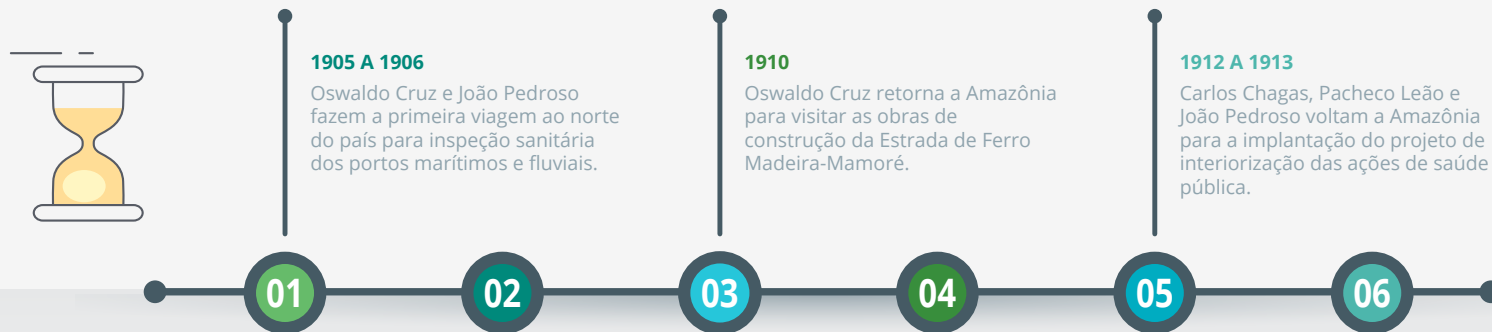 1905 A 1906
Oswaldo Cruz e João Pedroso
fazem a primeira viagem ao norte
do país para inspeção sanitária
dos portos marítimos e fluviais.
1910
Oswaldo Cruz retorna a Amazônia
para visitar as obras de
construção da Estrada de Ferro
Madeira-Mamoré.
1912 A 1913
Carlos Chagas, Pacheco Leão e
João Pedroso voltam a Amazônia
para a implantação do projeto de
interiorização das ações de saúde
pública.
01
02
03
04
05
06